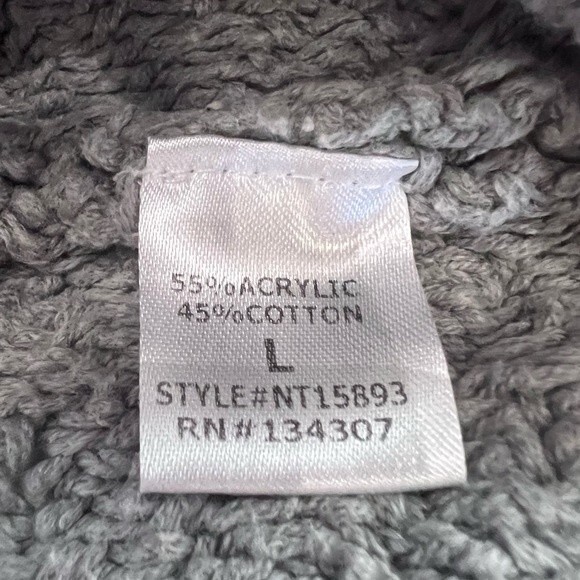 55%ACRYLIC
45%COTTON
L
STYLE#NT15893
RN#134307